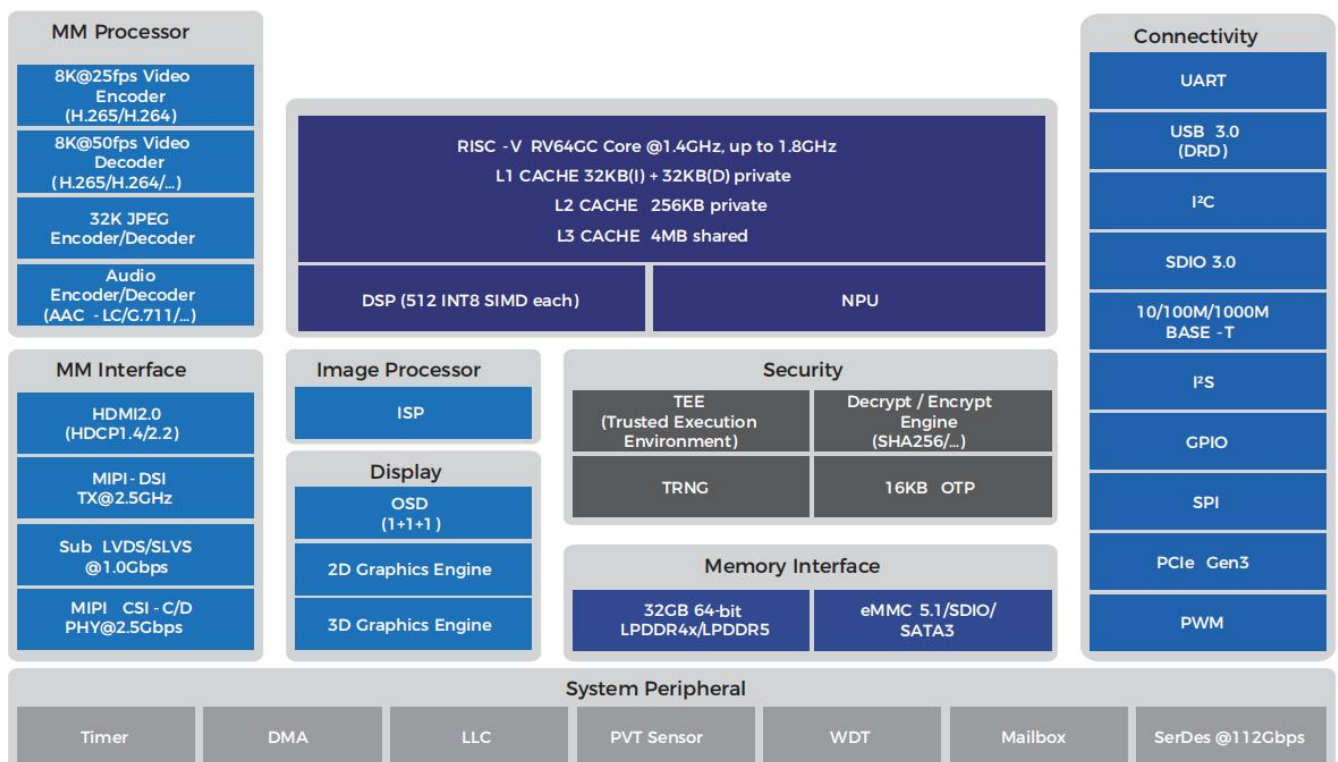 MM Processor
8K@25fps Video
Encoder
(H.265/H.264)
8K@50fps Video
Decoder
(H.265/H.264/...)
32K JPEG
Encoder/Decoder
Audio
Encoder/Decoder
(AAC - LC/G.711/...)
RISC -V RV64GC Core @1.4GHz, up to 1.8GHz
L1 CACHE 32KB(I) + 32KB(D) private
L2 CACHE 256KB private
L3 CACHE 4MB shared
DSP (512 INT8 SIMD each)
NPU
MM Interface
HDMI2.0
(HDCP1.4/2.2)
MIPI-DSI
TX@2.5GHz
Sub LVDS/SLVS
@1.0Gbps
MIPI CSI-C/D
PHY@2.5Gbps
Image Processor
ISP
Display
OSD
(1+1+1)
2D Graphics Engine
3D Graphics Engine
Security
TEE
(Trusted Execution
Environment)
Decrypt / Encrypt
Engine
(SHA256/...)
TRNG
16KB OTP
Memory Interface
32GB 64-bit
LPDDR4x/LPDDR5
eMMC 5.1/SDIO/
SATA3
Connectivity
UART
USB 3.0
(DRD)
I²C
SDIO 3.0
10/100M/1000M
BASE -T
I²S
GPIO
SPI
PCIe Gen3
PWM
System Peripheral
Timer
DMA
LLC
PVT Sensor
WDT
Mailbox
SerDes @112Gbps